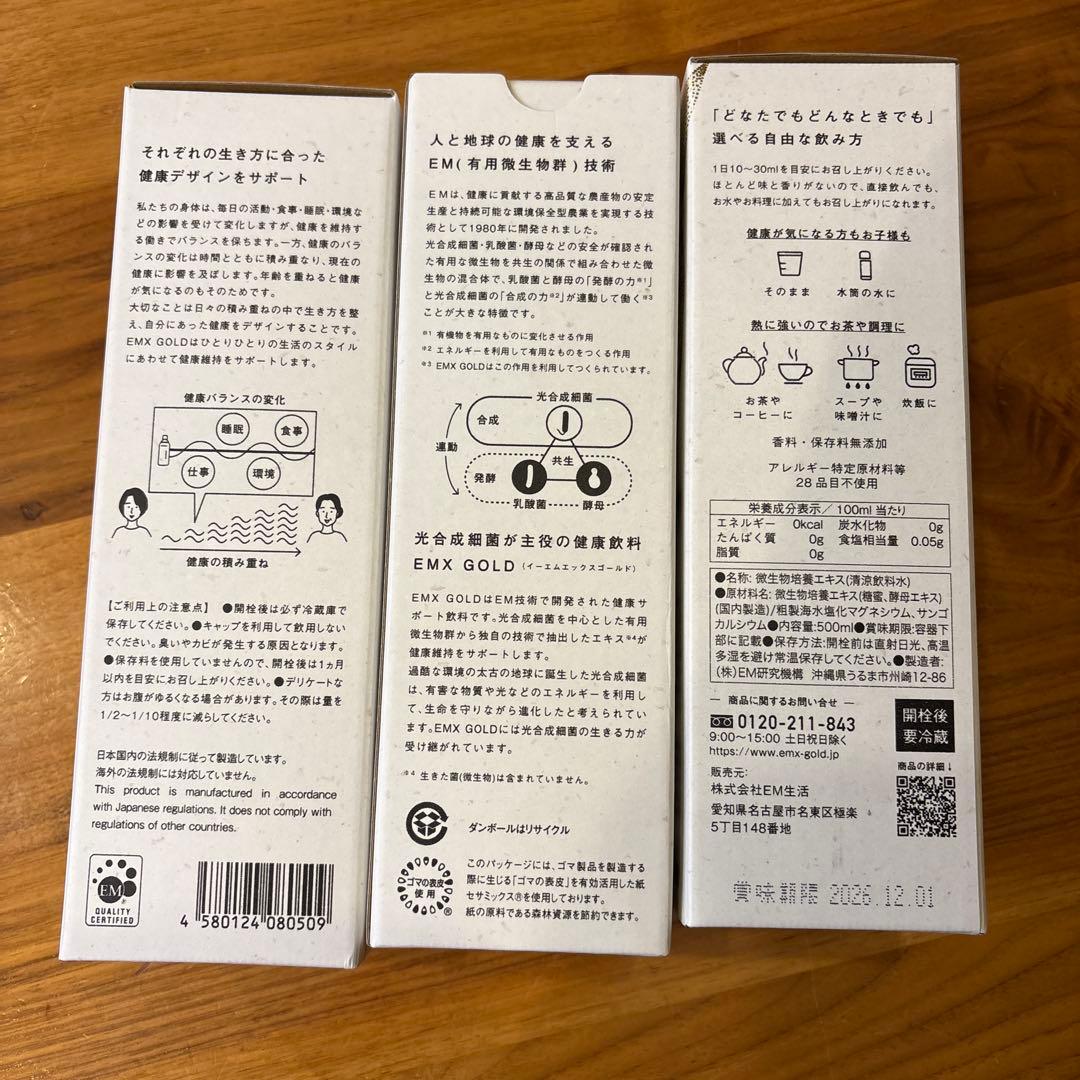 それぞれの生き方に合った
健康デザインをサポート
私たちの身体は、毎日の活動・食事・睡眠・環境な
どの影響を受けて変化しますが、健康を維持す
る働きでバランスを保ちます。一方、健康のバラ
ンスの変化は時間とともに積み重なり、現在の
健康に影響を及ぼします。年齢を重ねると健康
が気になるのもそのためです。
大切なことは日々の積み重ねの中で生き方を整
え、自分にあった健康をデザインすることです。
EMX GOLDはひとりひとりの生活のスタイル
にあわせて健康維持をサポートします。
健康バランスの変化
睡眠
食事
仕事
環境
健康の積み重ね
【ご利用上の注意点】 ●開栓後は必ず冷蔵庫で
保存してください。●キャップを利用して飲用しない
でください。臭いやカビが発生する原因となります。
●保存料を使用していませんので、開栓後は1ヵ月
以内を目安にお召し上がりください。●デリケートな
方はお腹がゆるくなる場合があります。その際は量を
1/2〜1/10程度に減らしてください。
日本国内の法規制に従って製造しています。
海外の法規制には対応していません。
This product is manufactured in accordance
with Japanese regulations. It does not comply with
regulations of other countries.
EM
QUALITY
CERTIFIED
4 580124 080509
人と地球の健康を支える
EM(有用微生物群)技術
EMは、健康に貢献する高品質な農産物の安定
生産と持続可能な環境保全型農業を実現する技
術として1980年に開発されました。
光合成細菌・乳酸菌・酵母などの安全が確認され
た有用な微生物を共生の関係で組み合わせた微
生物の混合体で、乳酸菌と酵母の「発酵の力※1」
と光合成細菌の「合成の力※2」が連動して働く※3
ことが大きな特徴です。
※1 有機物を有用なものに変化させる作用
※2 エネルギーを利用して有用なものをつくる作用
※3 EMX GOLDはこの作用を利用してつくられています。
光合成細菌
合成
連動
共生
発酵
乳酸菌
酵母
光合成細菌が主役の健康飲料
EMX GOLD (イーエムエックスゴールド)
EMX GOLDはEM技術で開発された健康サ
ポート飲料です。光合成細菌を中心とした有用
微生物群から独自の技術で抽出したエキス※4が
健康維持をサポートします。
過酷な環境の太古の地球に誕生した光合成細菌
は、有害な物質や光などのエネルギーを利用し
て、生命を守りながら進化したと考えられてい
ます。EMX GOLDには光合成細菌の生きる力が
受け継がれています。
※4 生きた菌(微生物)は含まれていません。
ダンボールはリサイクル
ゴマの表皮
使用
®
このパッケージには、ゴマ製品を製造する
際に生じる「ゴマの表皮」を有効活用した紙
セサミックス®を使用しております。
紙の原料である森林資源を節約できます。
「どなたでもどんなときでも」
選べる自由な飲み方
1日10〜30mlを目安にお召し上がりください。
ほとんど味と香りがないので、直接飲んでも、
お水やお料理に加えてもお召し上がりになれます。
健康が気になる方もお子様も
そのまま
水筒の水に
熱に強いのでお茶や調理に
お茶や
コーヒーに
スープや
味噌汁に
炊飯に
香料・保存料無添加
アレルギー特定原材料等
28品目不使用
栄養成分表示／100ml当たり
エネルギー 0kcal 炭水化物 0g
たんぱく質 0g 食塩相当量 0.05g
脂質 0g
●名称: 微生物培養エキス(清涼飲料水)
●原材料名: 微生物培養エキス(糖蜜、酵母エキス)
(国内製造)/粗製海水塩化マグネシウム、サンゴ
カルシウム●内容量:500ml●賞味期限:容器下
部に記載●保存方法:開栓前は直射日光、高温
多湿を避け常温保存してください。●製造者:
(株)EM研究機構 沖縄県うるま市州崎12-86
商品に関するお問い合せ
0120-211-843
9:00〜15:00 土日祝日除く
https://www.emx-gold.jp
開栓後
要冷蔵
商品の詳細↓
販売元:
株式会社EM生活
愛知県名古屋市名東区極楽
5丁目148番地
賞味期限 2026.12.01